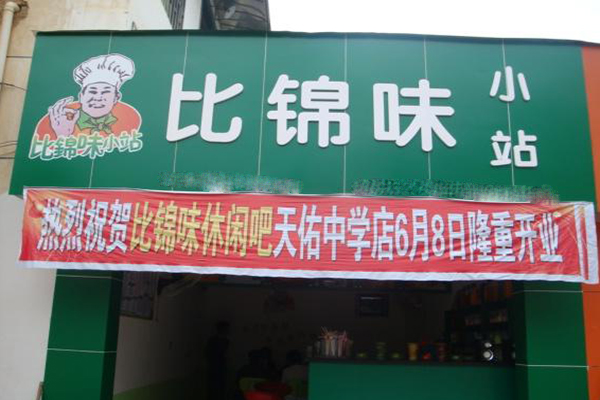 比锦味
小站
比锦味小站
热烈祝贺比锦味休闲吧天佑中学店6月8日隆重开业